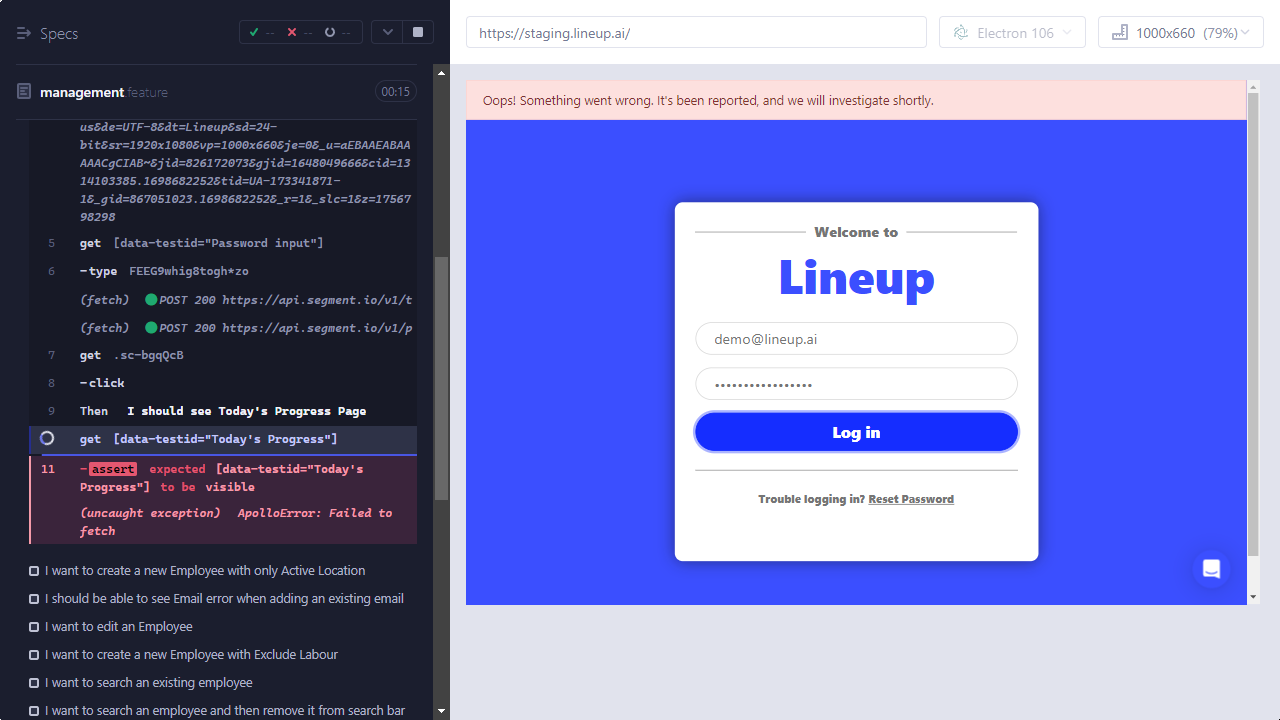 Specs
-- -- --
management feature
00:15
us&de=UTF-8&dt=Lineup&sd=24-
bit&sr=1920x1080&vp=1000x660&je=0&_u=aEBAAEABAA
AAACgCIAB~&jid=826172073&gjid=1648049666&cid=13
14103385.1698682252&tid=UA-173341871-
1&_gid=867051023.1698682252&_r=1&_slc=1&z=1756
798298
5 get [data-testid="Password input"]
6 -type FEEG9whig8togh*zo
(fetch) POST 200 https://api.segment.io/v1/t
(fetch) POST 200 https://api.segment.io/v1/p
7 get .sc-bgqQcB
8 -click
9 Then I should see Today's Progress Page
get [data-testid="Today's Progress"]
11 -assert expected [data-testid="Today's
Progress"] to be visible
(uncaught exception) ApolloError: Failed to
fetch
I want to create a new Employee with only Active Location
I should be able to see Email error when adding an existing email
I want to edit an Employee
I want to create a new Employee with Exclude Labour
I want to search an existing employee
I want to search an employee and then remove it from search bar
https://staging.lineup.ai/
Electron 106
1000x660 (79%)
Oops! Something went wrong. It's been reported, and we will investigate shortly.
Welcome to
Lineup
demo@lineup.ai
•••••••••••••••••
Log in
Trouble logging in? Reset Password